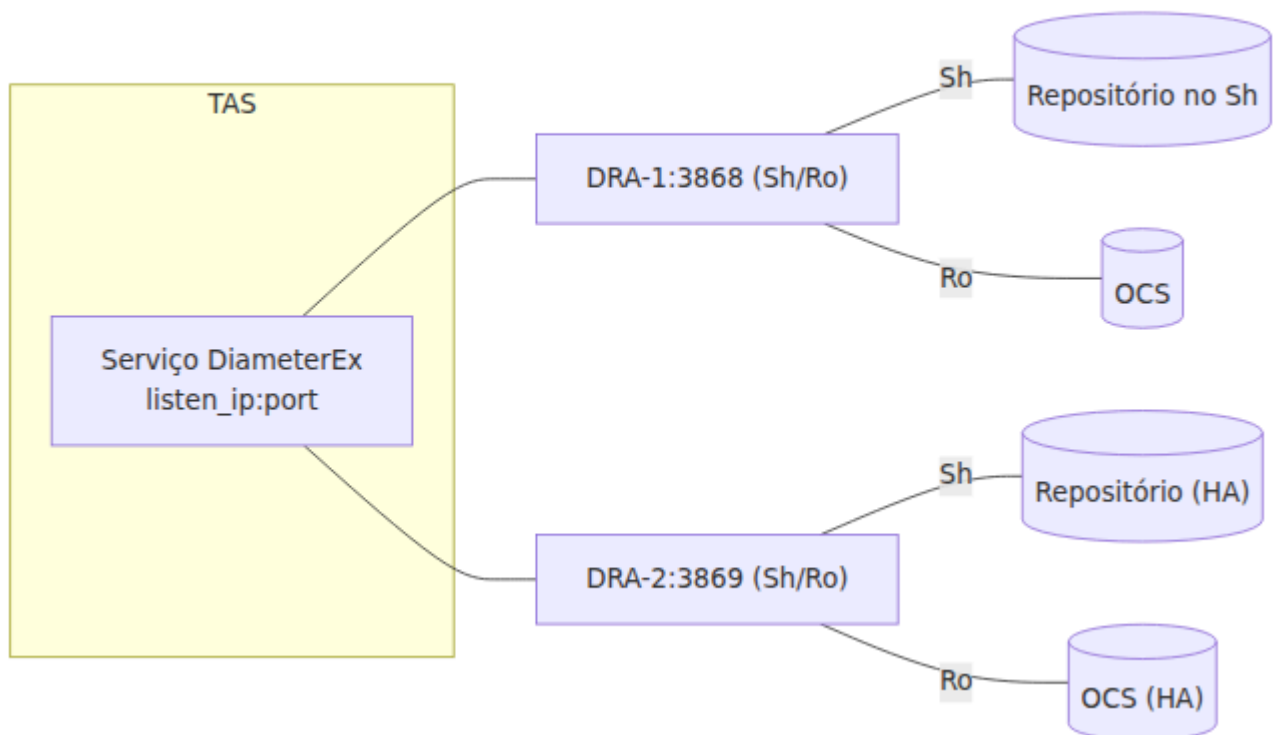 TAS
Serviço DiameterEx
listen_ip:port
DRA-1:3868 (Sh/Ro)
Sh
Repositório no Sh
Ro
OCS
DRA-2:3869 (Sh/Ro)
Sh
Repositório (HA)
Ro
OCS (HA)